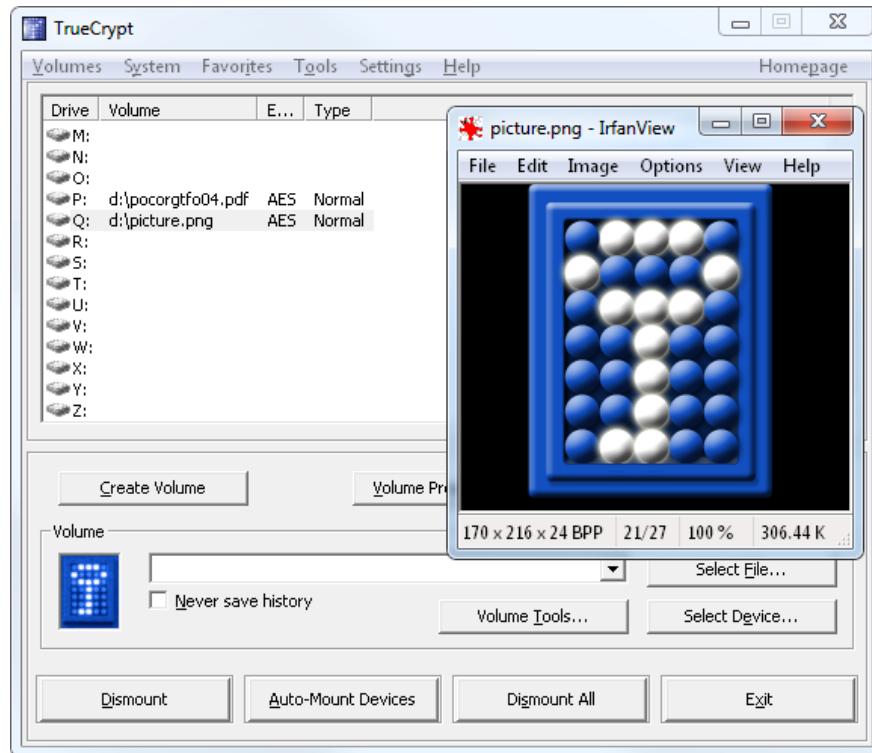 TrueCrypt
Volumes System Favorites Tools Settings Help Homepage
Drive Volume E... Type
M:
N:
O:
P: d:\pocorgtfo04.pdf AES Normal
Q: d:\picture.png AES Normal
R:
S:
T:
U:
V:
W:
X:
Y:
Z:
picture.png - IrfanView
File Edit Image Options View Help
170 x 216 x 24 BPP 21/27 100 % 306.44 K
Create Volume
Volume Pr
Volume
Never save history
Select File...
Volume Tools...
Select Device...
Dismount
Auto-Mount Devices
Dismount All
Exit